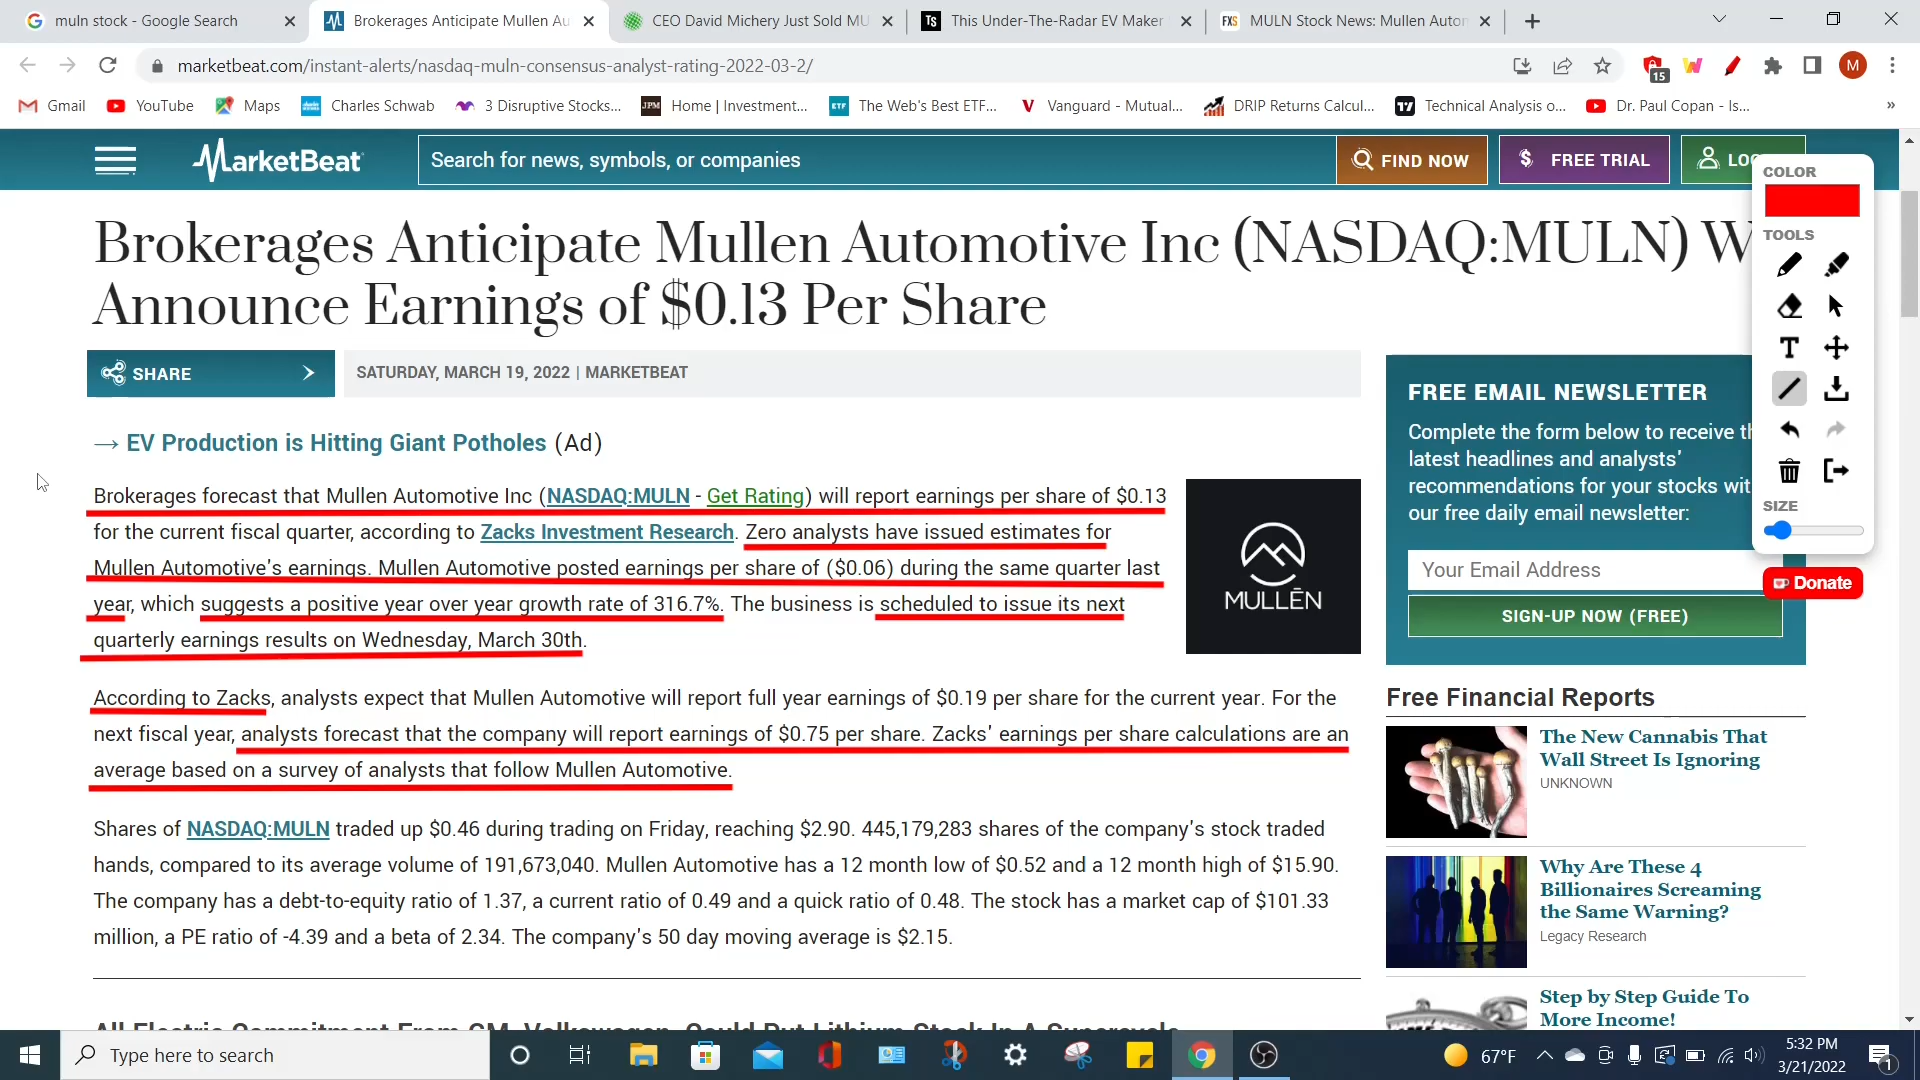 muln stock - Google Search
Brokerages Anticipate Mullen Au
CEO David Michery Just Sold MU
This Under-The-Radar EV Maker
MULN Stock News: Mullen Autom
marketbeat.com/instant-alerts/nasdaq-muln-consensus-analyst-rating-2022-03-2/
15
M
Gmail
YouTube
Maps
Charles Schwab
3 Disruptive Stocks...
Home | Investment...
The Web's Best ETF...
Vanguard - Mutual...
DRIP Returns Calcul...
Technical Analysis o...
Dr. Paul Copan - Is...
»
MarketBeat
Search for news, symbols, or companies
FIND NOW
FREE TRIAL
COLOR
TOOLS
SIZE
Donate
Brokerages Anticipate Mullen Automotive Inc (NASDAQ:MULN) W
Announce Earnings of $0.13 Per Share
SHARE
SATURDAY, MARCH 19, 2022 | MARKETBEAT
→ EV Production is Hitting Giant Potholes (Ad)
Brokerages forecast that Mullen Automotive Inc (NASDAQ:MULN - Get Rating) will report earnings per share of $0.13
for the current fiscal quarter, according to Zacks Investment Research. Zero analysts have issued estimates for
Mullen Automotive's earnings. Mullen Automotive posted earnings per share of ($0.06) during the same quarter last
year, which suggests a positive year over year growth rate of 316.7%. The business is scheduled to issue its next
quarterly earnings results on Wednesday, March 30th.
MULLĒN
According to Zacks, analysts expect that Mullen Automotive will report full year earnings of $0.19 per share for the current year. For the
next fiscal year, analysts forecast that the company will report earnings of $0.75 per share. Zacks' earnings per share calculations are an
average based on a survey of analysts that follow Mullen Automotive.
Shares of NASDAQ:MULN traded up $0.46 during trading on Friday, reaching $2.90. 445,179,283 shares of the company's stock traded
hands, compared to its average volume of 191,673,040. Mullen Automotive has a 12 month low of $0.52 and a 12 month high of $15.90.
The company has a debt-to-equity ratio of 1.37, a current ratio of 0.49 and a quick ratio of 0.48. The stock has a market cap of $101.33
million, a PE ratio of -4.39 and a beta of 2.34. The company's 50 day moving average is $2.15.
FREE EMAIL NEWSLETTER
Complete the form below to receive th
latest headlines and analysts'
recommendations for your stocks wit
our free daily email newsletter:
Your Email Address
SIGN-UP NOW (FREE)
Free Financial Reports
The New Cannabis That
Wall Street Is Ignoring
UNKNOWN
Why Are These 4
Billionaires Screaming
the Same Warning?
Legacy Research
Step by Step Guide To
More Income!
Type here to search
67°F
5:32 PM
3/21/2022
1